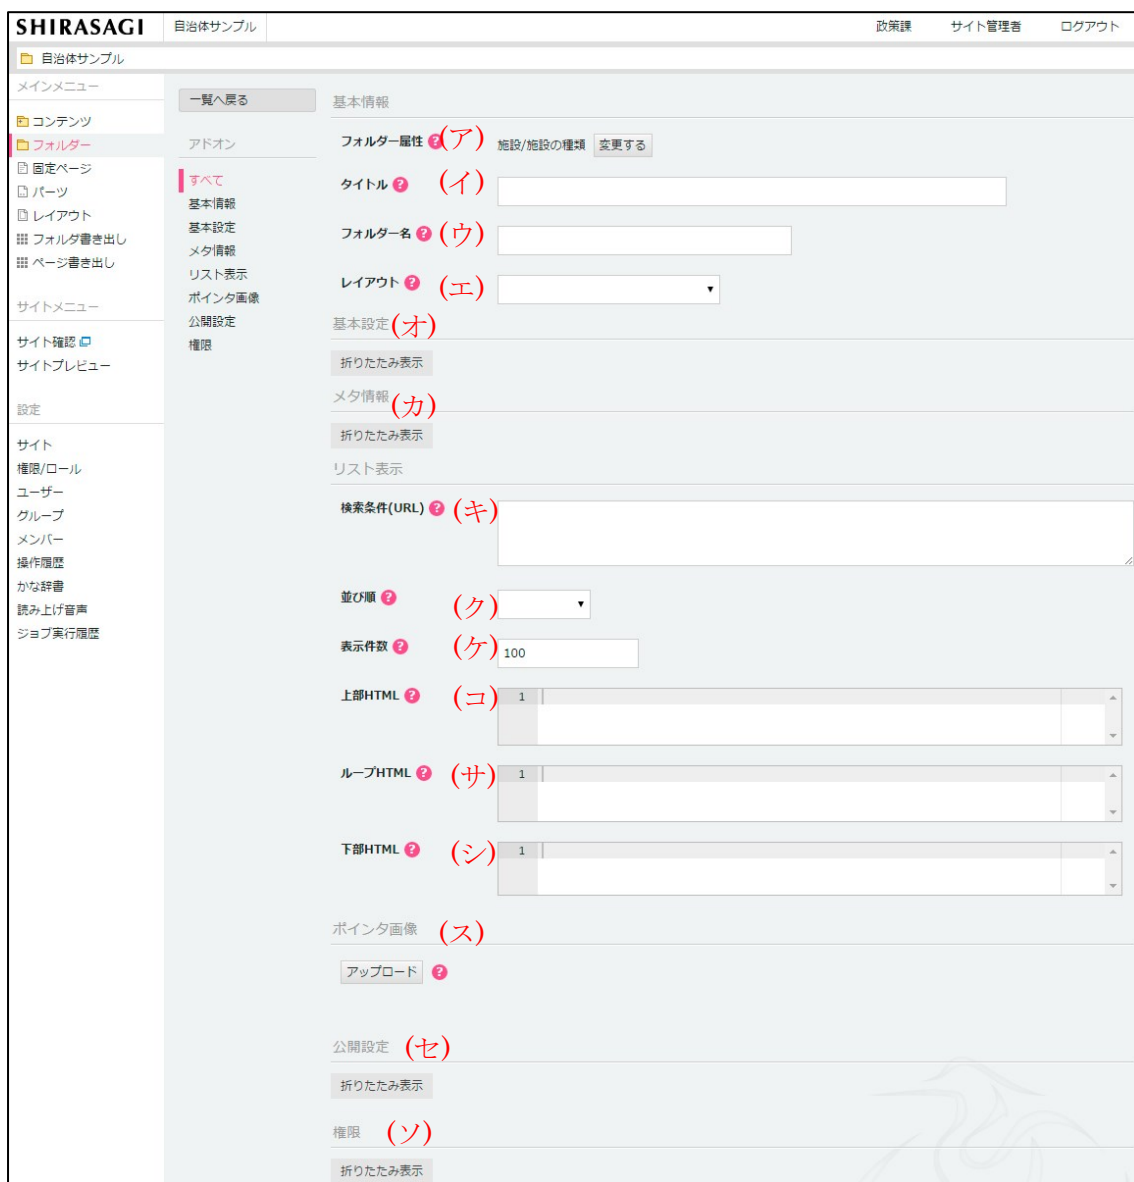 SHIRASAGI 自治体サンプル 政策課 サイト管理者 ログアウト
自治体サンプル
メインメニュー
コンテンツ
フォルダー
固定ページ
パーツ
レイアウト
フォルダ書き出し
ページ書き出し
サイトメニュー
サイト確認
サイトプレビュー
設定
サイト
権限/ロール
ユーザー
グループ
メンバー
操作履歴
かな辞書
読み上げ音声
ジョブ実行履歴
一覧へ戻る
アドオン
すべて
基本情報
基本設定
メタ情報
リスト表示
ポインタ画像
公開設定
権限
基本情報
フォルダー属性 ? (ア) 施設/施設の種類 変更する
タイトル ? (イ)
フォルダー名 ? (ウ)
レイアウト ? (エ)
基本設定 (オ)
折りたたみ表示
メタ情報 (カ)
折りたたみ表示
リスト表示
検索条件(URL) ? (キ)
並び順 ? (ク)
表示件数 ? (ケ) 100
上部HTML ? (コ) 1
ループHTML ? (サ) 1
下部HTML ? (シ) 1
ポインタ画像 (ス)
アップロード ?
公開設定 (セ)
折りたたみ表示
権限 (ソ)
折りたたみ表示